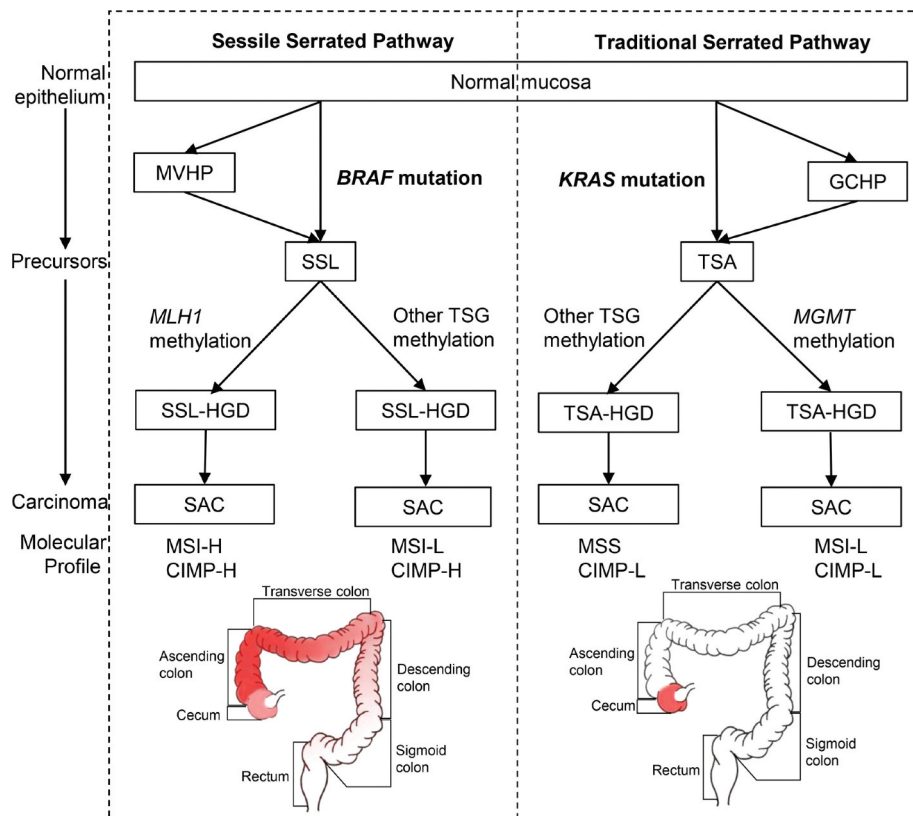 Sessile Serrated Pathway
Traditional Serrated Pathway
Normal
epithelium
Normal mucosa
MVHP
BRAF mutation
KRAS mutation
GCHP
Precursors
SSL
TSA
MLH1
methylation
Other TSG
methylation
Other TSG
methylation
MGMT
methylation
SSL-HGD
SSL-HGD
TSA-HGD
TSA-HGD
Carcinoma
SAC
SAC
SAC
SAC
Molecular
Profile
MSI-H
CIMP-H
MSI-L
CIMP-H
MSS
CIMP-L
MSI-L
CIMP-L
Transverse colon
Ascending
colon
Descending
colon
Cecum
Sigmoid
colon
Rectum
Transverse colon
Ascending
colon
Descending
colon
Cecum
Sigmoid
colon
Rectum